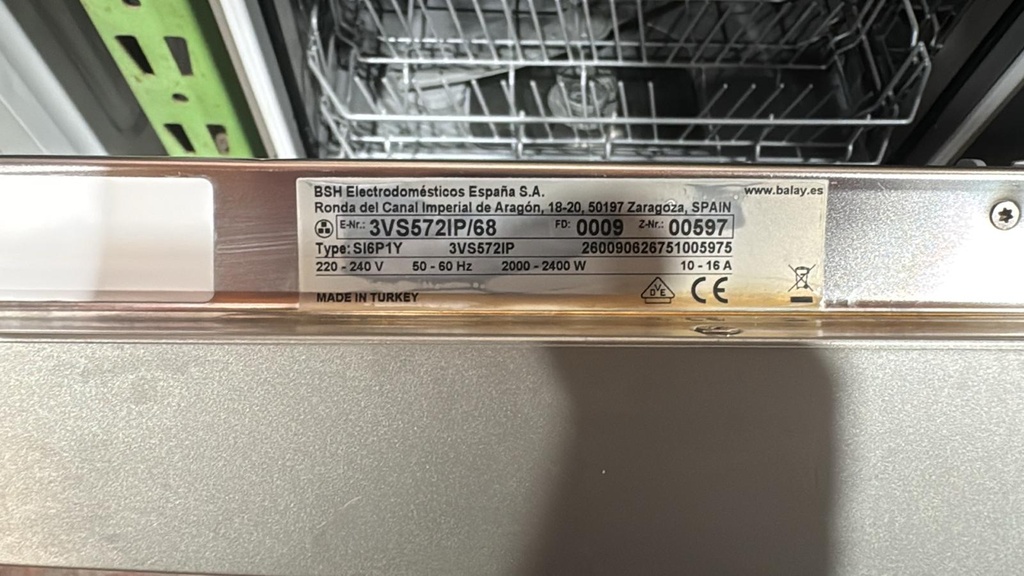 BSH Electrodomésticos España S.A. www.balay.es
Ronda del Canal Imperial de Aragón, 18-20, 50197 Zaragoza, SPAIN
E-Nr.: 3VS572IP/68 FD: 0009 Z-Nr.: 00597
Type: SI6P1Y 3VS572IP 260090626751005975
220 - 240 V 50 - 60 Hz 2000 - 2400 W 10 - 16 A
MADE IN TURKEY DVE CE